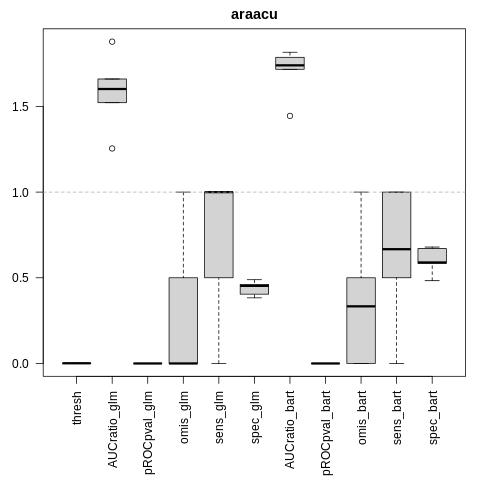 araacu
1.5
1.0
0.5
0.0
thresh
AUCratio_glm
pROCpval_glm
omis_glm
sens_glm
spec_glm
AUCratio_bart
pROCpval_bart
omis_bart
sens_bart
spec_bart